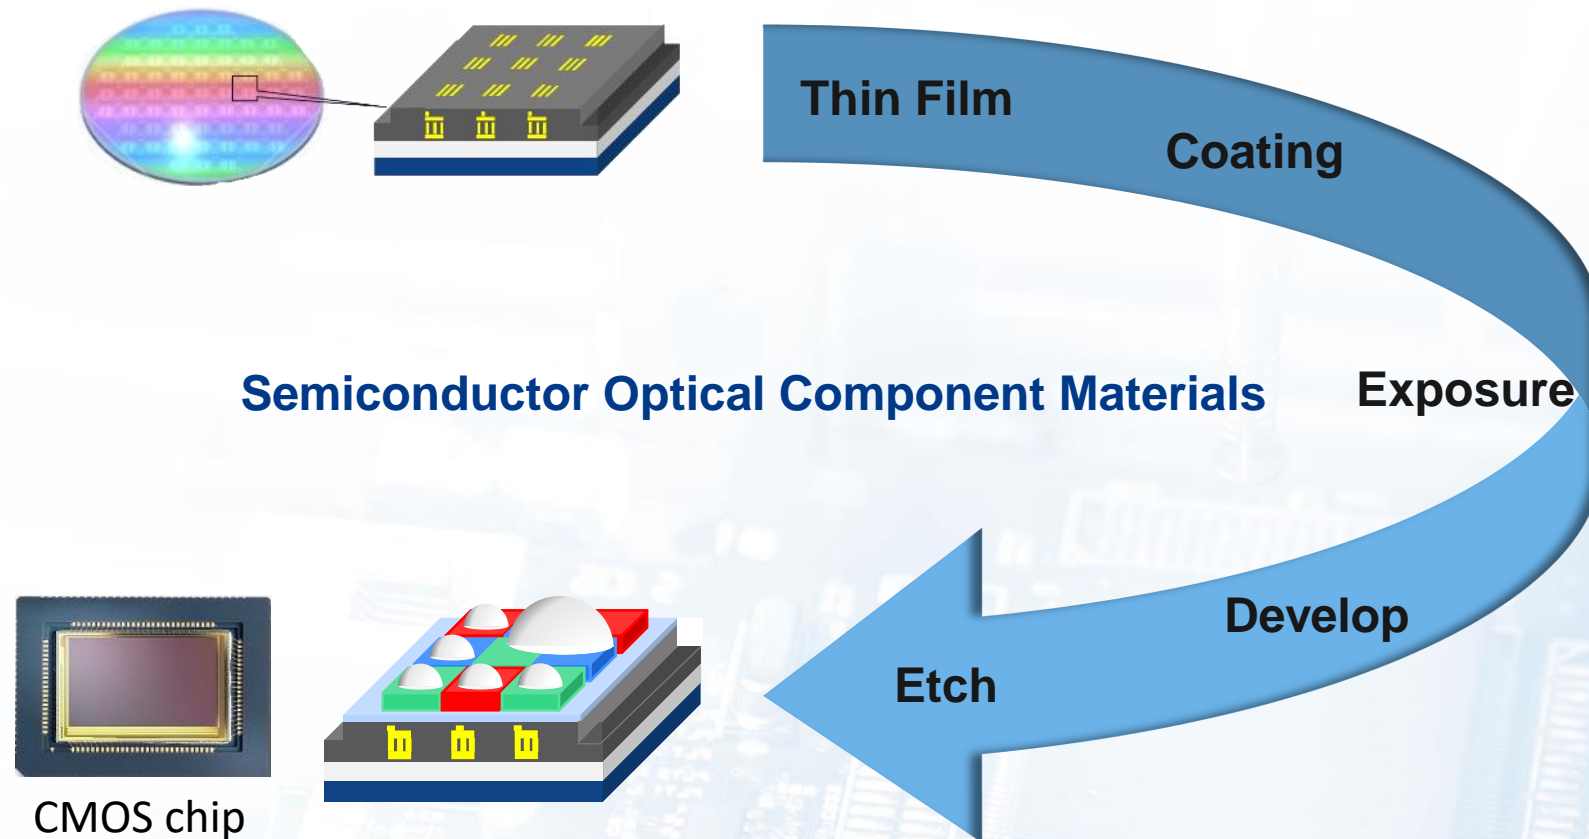 Thin Film
Coating
Semiconductor Optical Component Materials
Exposure
Develop
Etch
CMOS chip